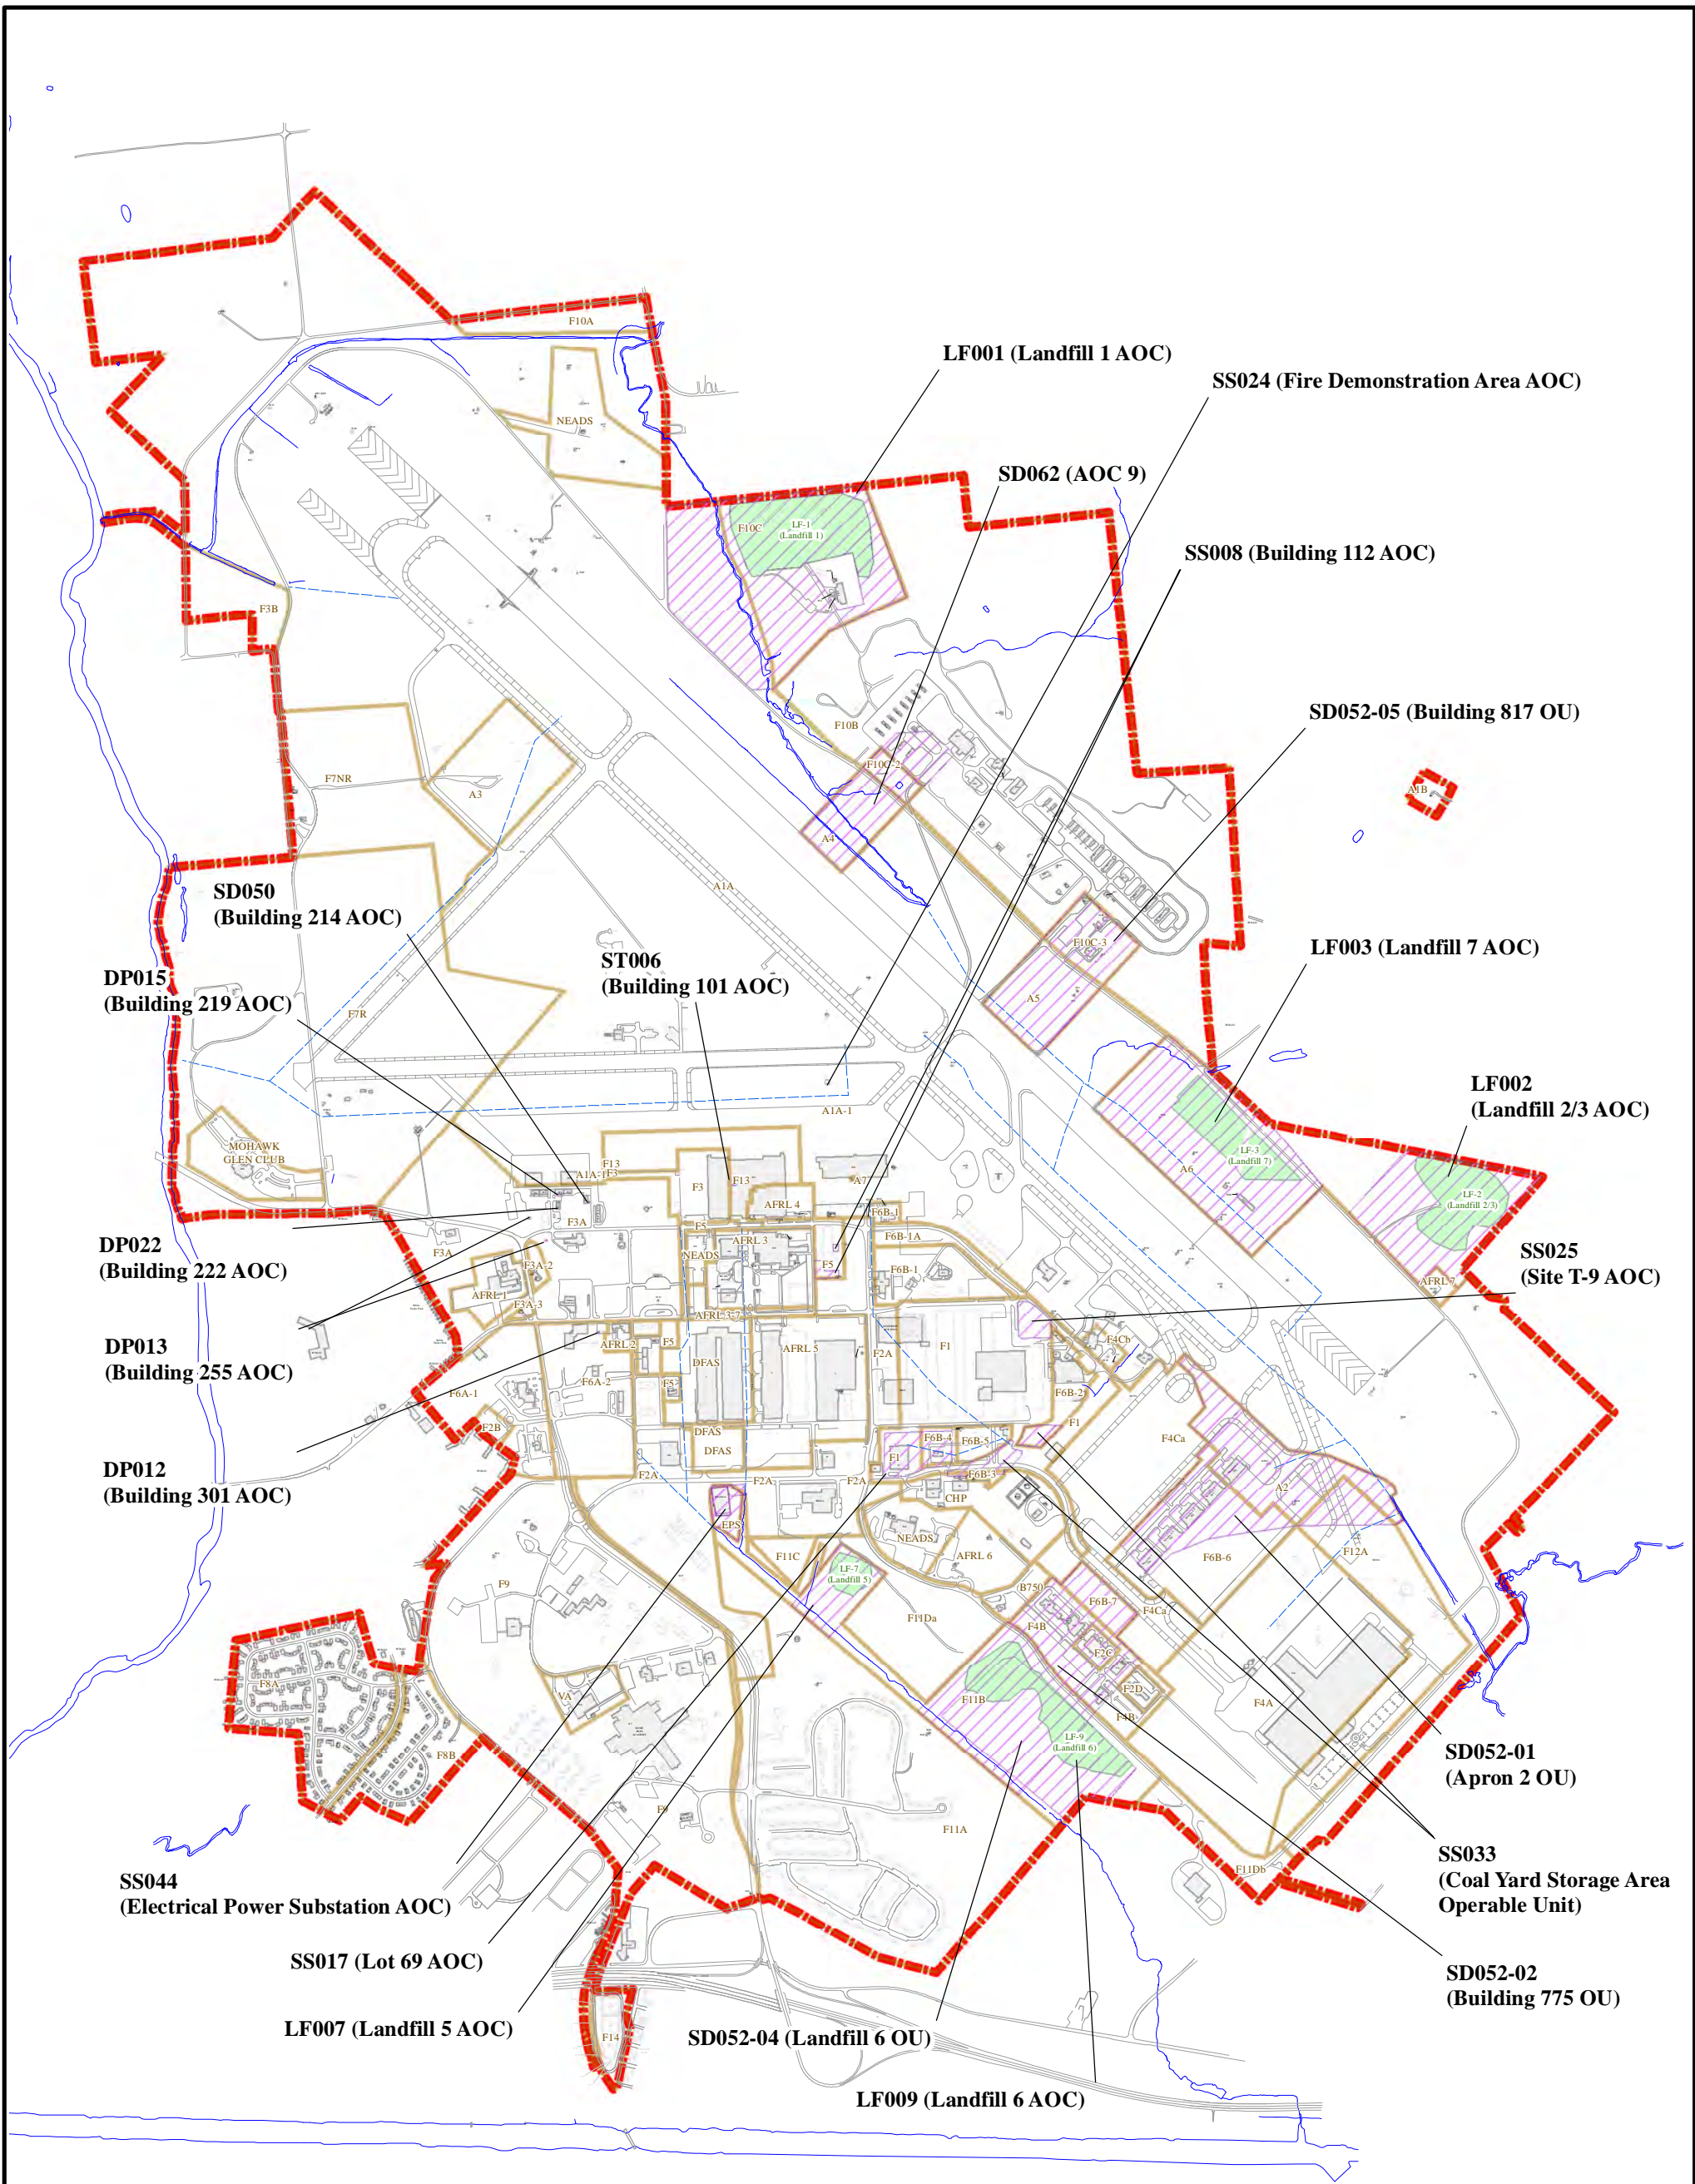 F10A
LF001 (Landfill 1 AOC)
SS024 (Fire Demonstration Area AOC)
NEADS
SD062 (AOC 9)
F10C
LF-1
(Landfill 1)
SS008 (Building 112 AOC)
F3B
SD052-05 (Building 817 OU)
F10B
F7NR
F10C-2
A3
A1B
A4
A1A
SD050
(Building 214 AOC)
F10C-3
LF003 (Landfill 7 AOC)
ST006
(Building 101 AOC)
DP015
(Building 219 AOC)
A5
F7R
LF002
(Landfill 2/3 AOC)
A1A-1
MOHAWK
GLEN CLUB
LF-3
(Landfill 7)
A6
F13
A1A-1
F3
F3
F13
A7
AFRL 4
LF-2
(Landfill 2/3)
F6B-1
F3A
F5
F6B-1A
DP022
(Building 222 AOC)
F3A
NEADS
AFRL 3
F5
F3A-2
F6B-1
SS025
(Site T-9 AOC)
AFRL 1
AFRL 7
F3A-3
AFRL 3-7
DP013
(Building 255 AOC)
AFRL 2
F5
DFAS
AFRL 5
F2A
F1
F4Cb
F6A-2
F5
F6B-2
F6A-1
F2B
F1
DP012
(Building 301 AOC)
DFAS
DFAS
F6B-4
F6B-5
F4Ca
F1
F2A
F2A
F2A
F6B-3
A2
CHP
EPS
NEADS
F12A
F11C
AFRL 6
F6B-6
LF-7
(Landfill 5)
B750
F9
F11Da
F6B-7
F4Ca
F4B
F2C
F8A
VA
F11B
F2D
F4A
F4B
LF-9
(Landfill 6)
F8B
SD052-01
(Apron 2 OU)
F9
F11A
SS044
(Electrical Power Substation AOC)
F11Db
SS033
(Coal Yard Storage Area
Operable Unit)
SS017 (Lot 69 AOC)
SD052-02
(Building 775 OU)
LF007 (Landfill 5 AOC)
F14
SD052-04 (Landfill 6 OU)
LF009 (Landfill 6 AOC)